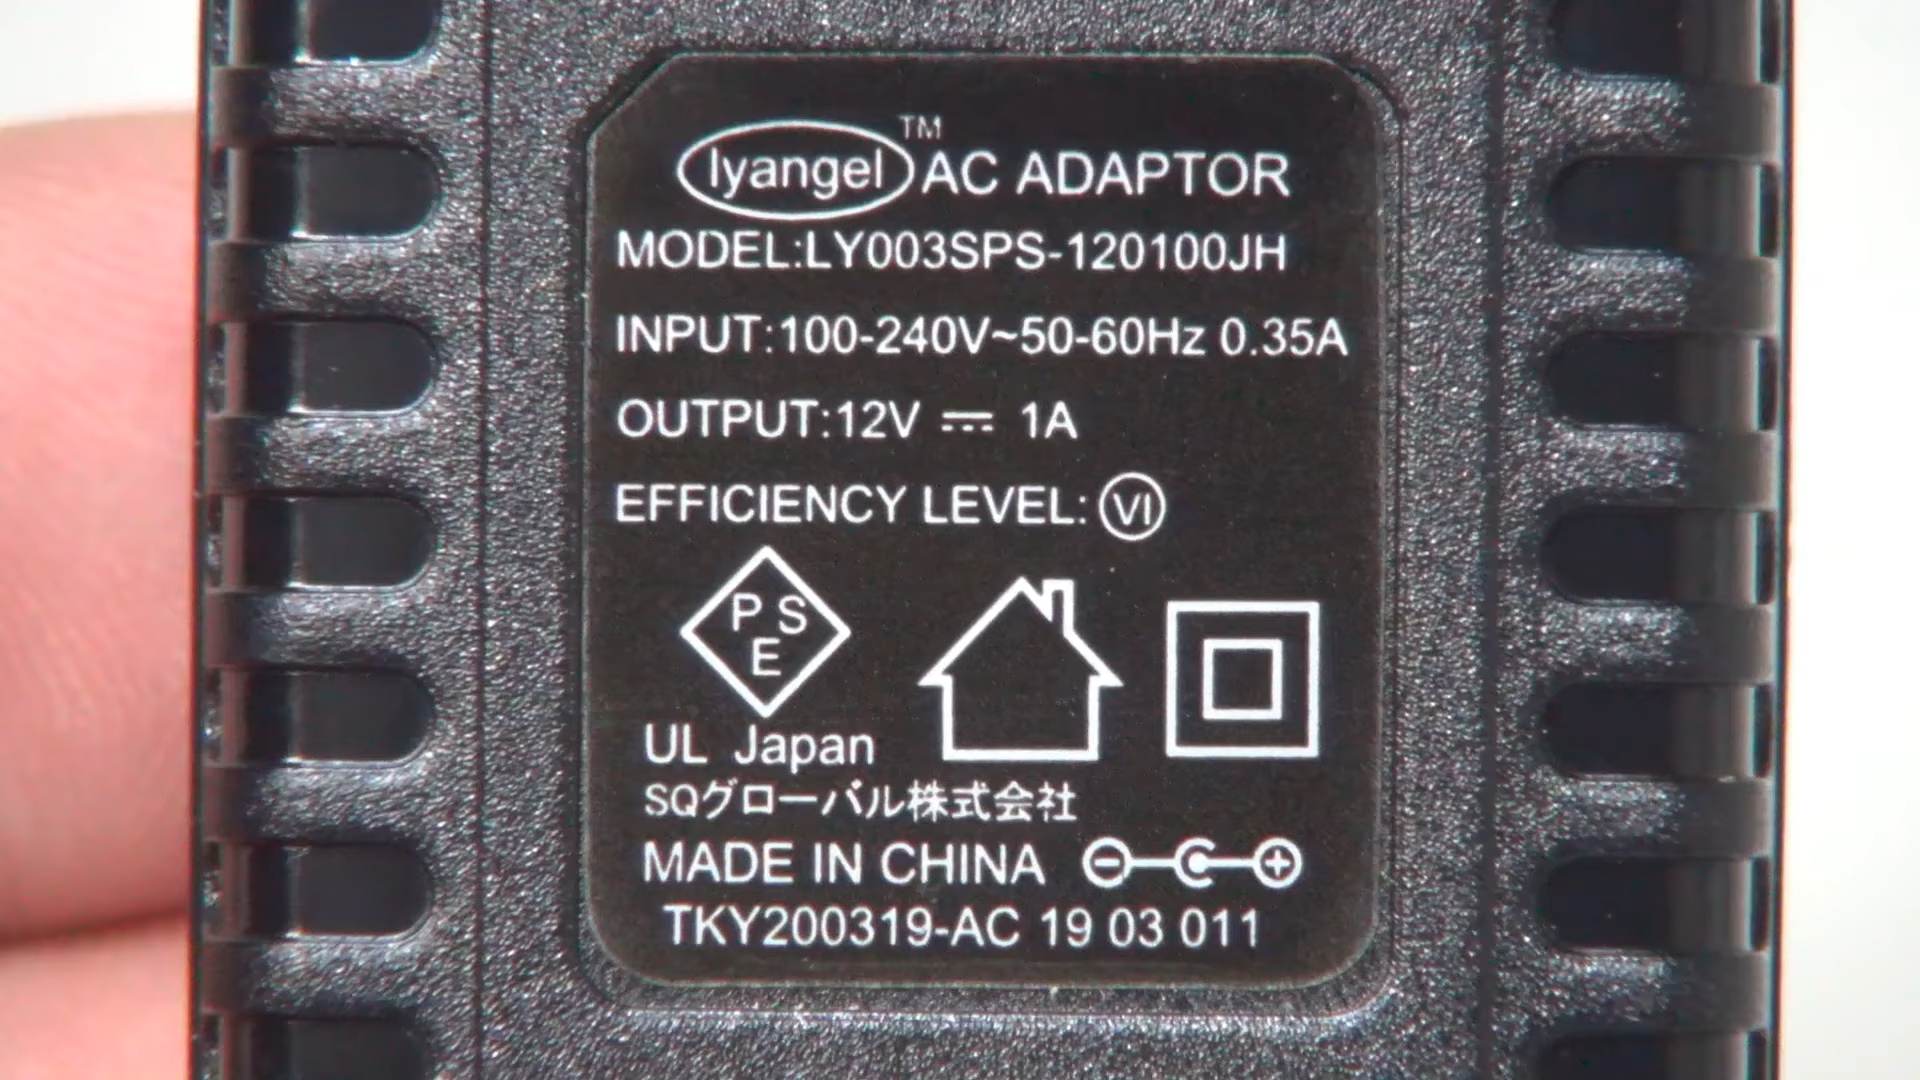 lyangel™ AC ADAPTOR
MODEL:LY003SPS-120100JH
INPUT:100-240V~50-60Hz 0.35A
OUTPUT:12V ⎓ 1A
EFFICIENCY LEVEL: VI
P S
E
UL Japan
SQグローバル株式会社
MADE IN CHINA
TKY200319-AC 19 03 011